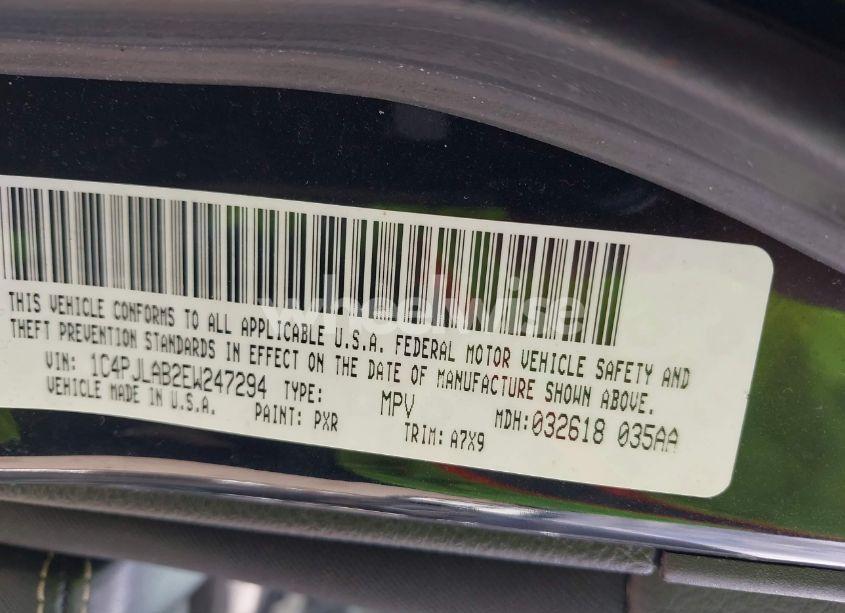 wheelwise
THIS VEHICLE CONFORMS TO ALL APPLICABLE U.S.A. FEDERAL MOTOR VEHICLE SAFETY AND
THEFT PREVENTION STANDARDS IN EFFECT ON THE DATE OF MANUFACTURE SHOWN ABOVE.
VIN: 1C4PJLAB2EW247294 TYPE: MPV MDH: 032618 035AA
VEHICLE MADE IN U.S.A. PAINT: PXR TRIM: A7X9